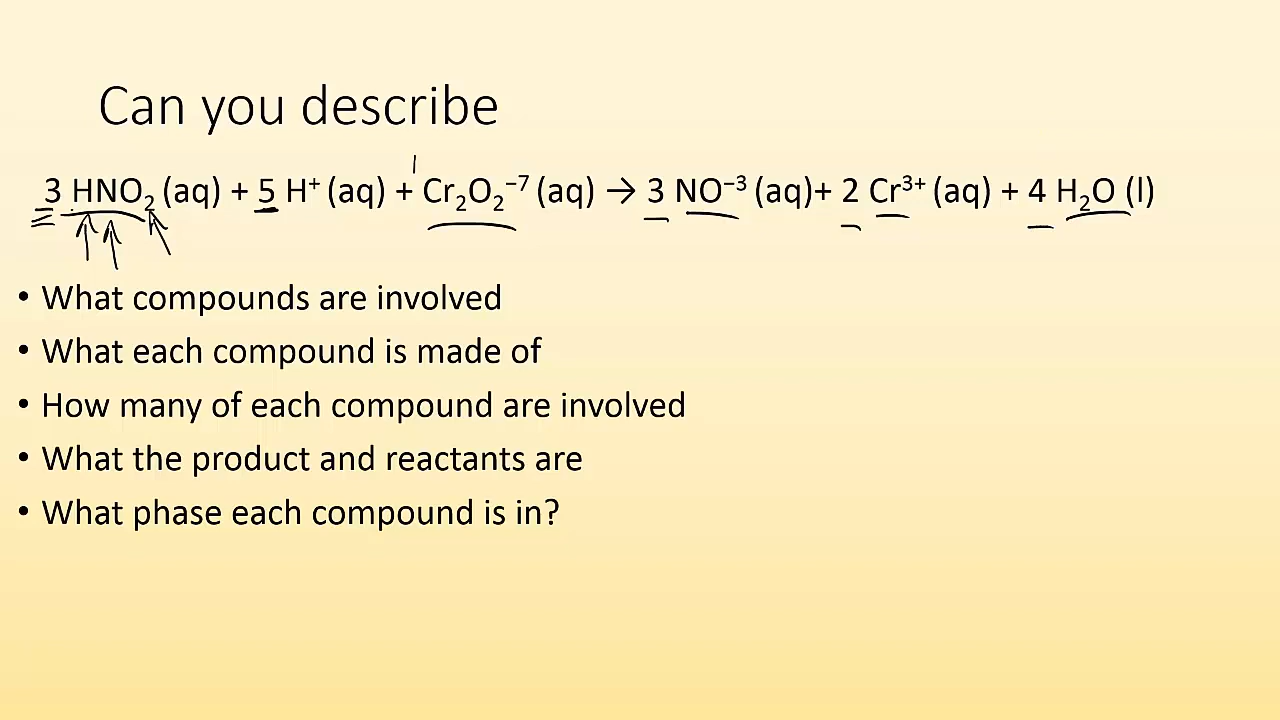 Can you describe
1
3 HNO₂ (aq) + 5 H⁺ (aq) + Cr₂O₂⁻⁷ (aq) → 3 NO⁻³ (aq)+ 2 Cr³⁺ (aq) + 4 H₂O (l)
• What compounds are involved
• What each compound is made of
• How many of each compound are involved
• What the product and reactants are
• What phase each compound is in?